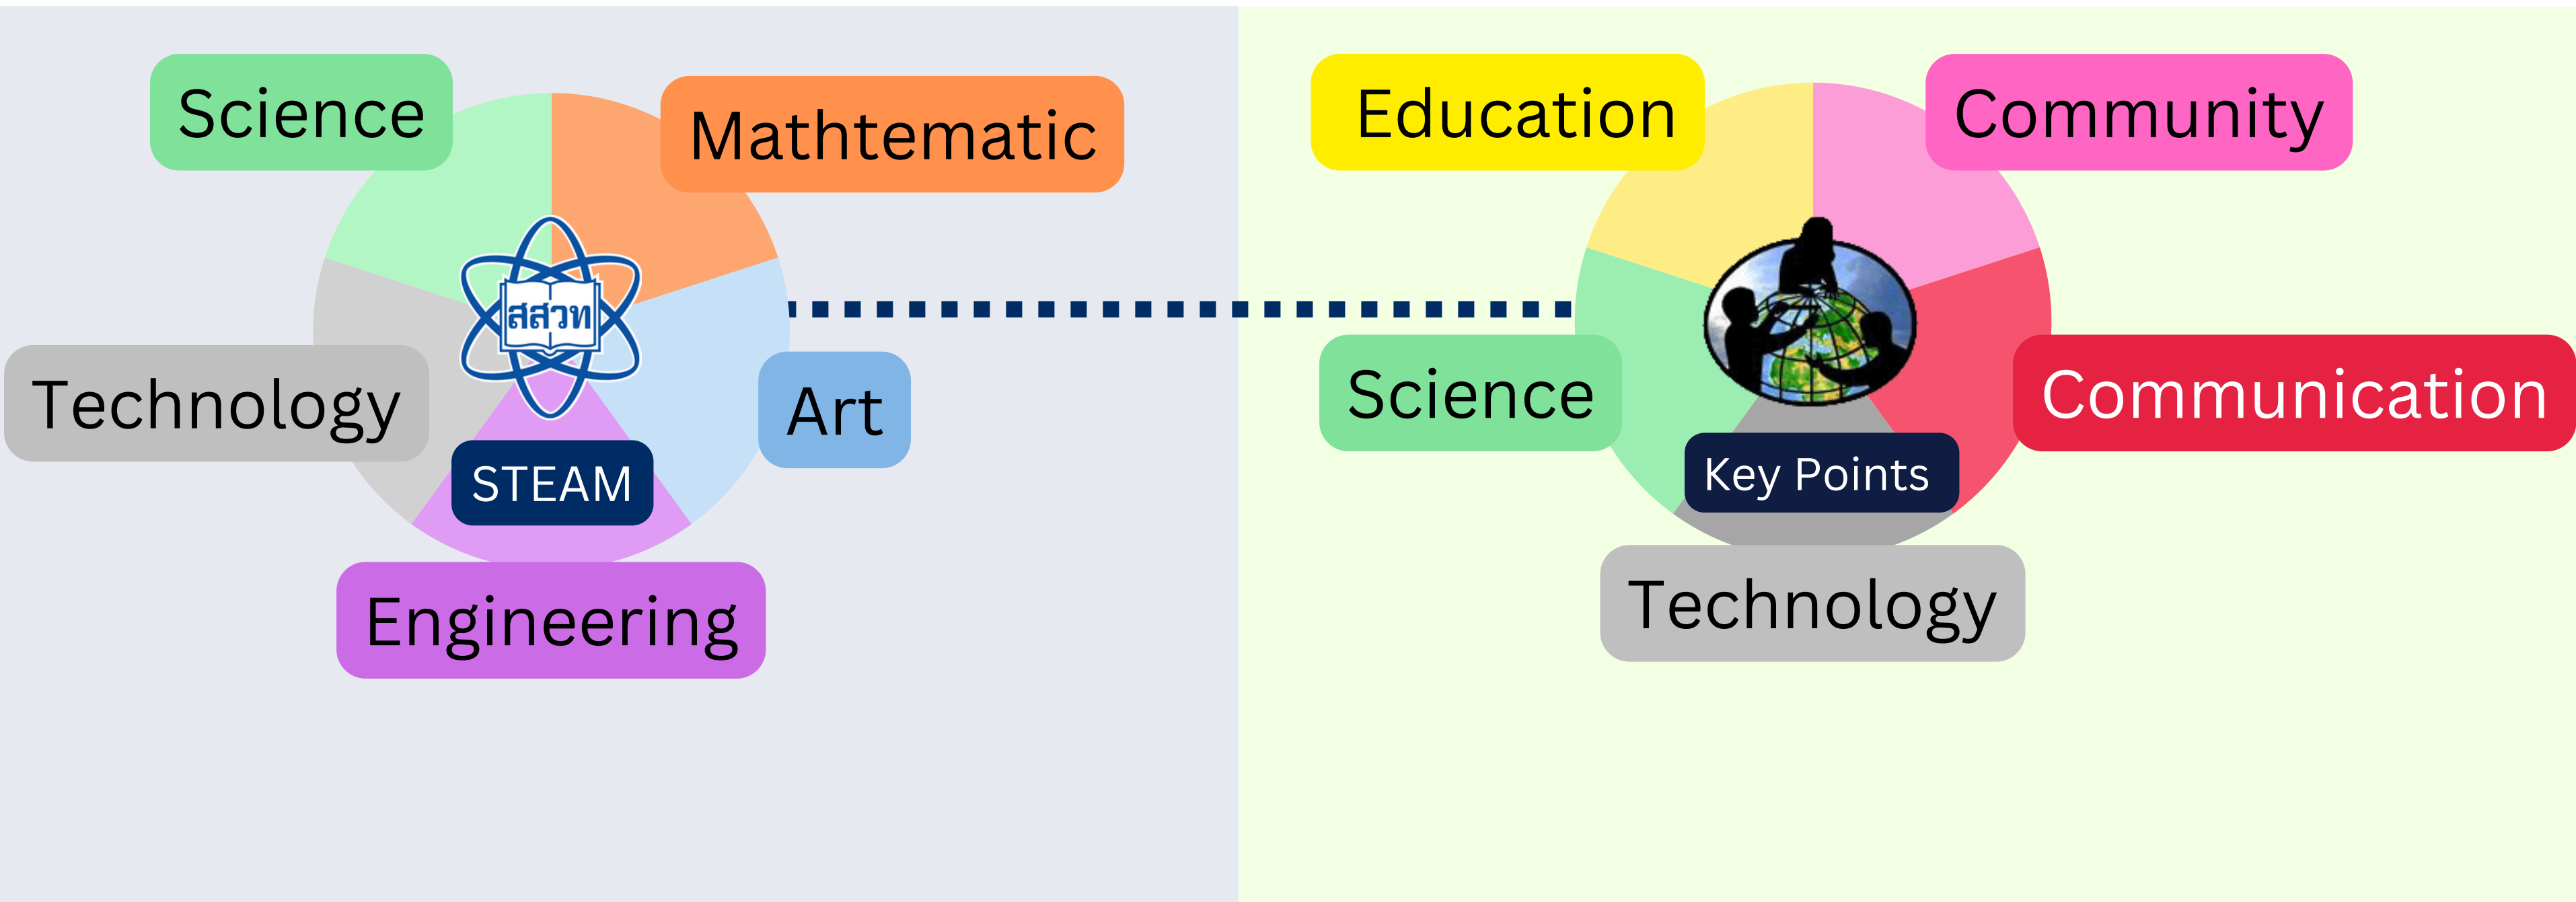 Science
Mathtematic
สสวท
Technology
Art
STEAM
Engineering
Education
Community
Science
Communication
Key Points
Technology